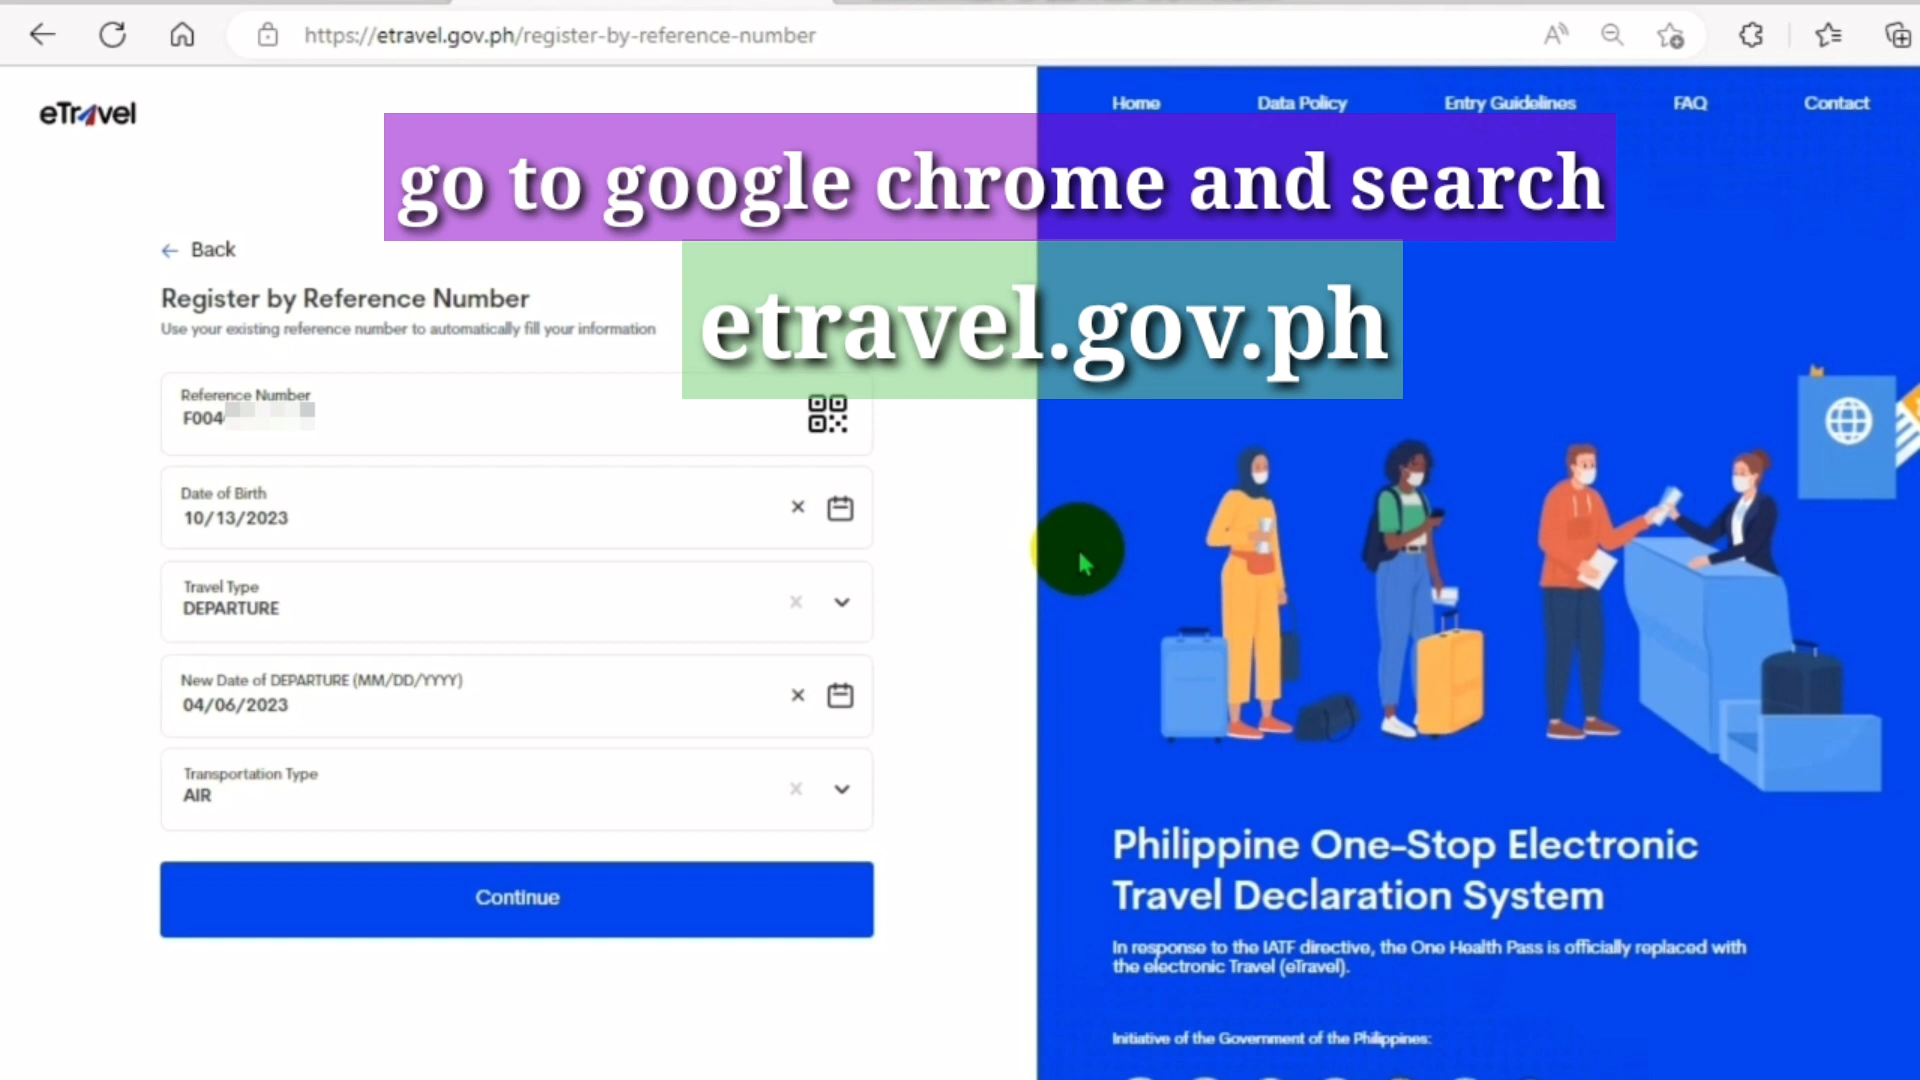 https://etravel.gov.ph/register-by-reference-number
eTravel
Home Data Policy Entry Guidelines FAQ Contact
go to google chrome and search
etravel.gov.ph
← Back
Register by Reference Number
Use your existing reference number to automatically fill your information
Reference Number
F004
Date of Birth
10/13/2023
Travel Type
DEPARTURE
New Date of DEPARTURE (MM/DD/YYYY)
04/06/2023
Transportation Type
AIR
Continue
Philippine One-Stop Electronic
Travel Declaration System
In response to the IATF directive, the One Health Pass is officially replaced with
the electronic Travel (eTravel).
Initiative of the Government of the Philippines: